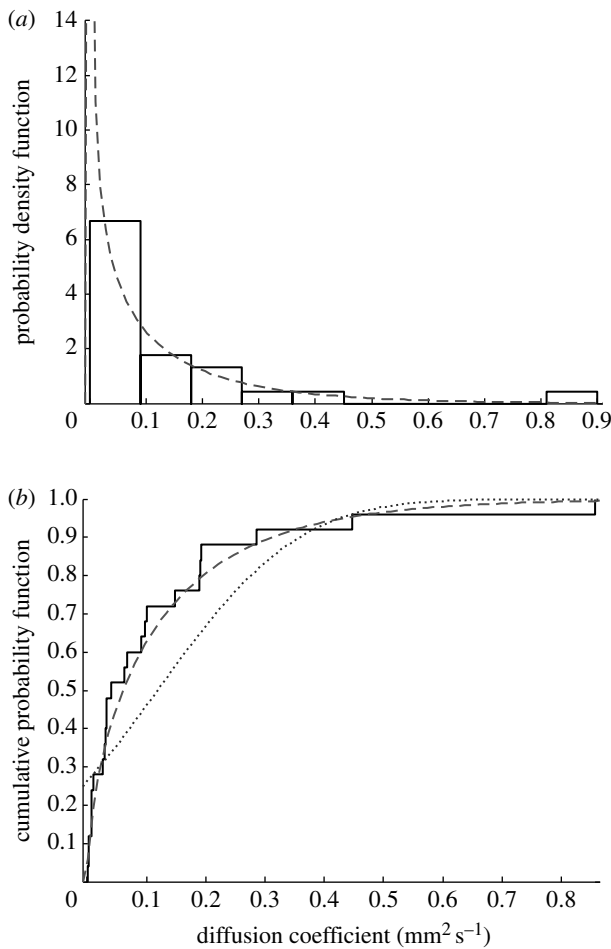 (a)
14
12
10
8
6
4
2
0
probability density function
0.1 0.2 0.3 0.4 0.5 0.6 0.7 0.8 0.9
(b)
1.0
0.9
0.8
0.7
0.6
0.5
0.4
0.3
0.2
0.1
0
cumulative probability function
0.1 0.2 0.3 0.4 0.5 0.6 0.7 0.8
diffusion coefficient (mm² s⁻¹)